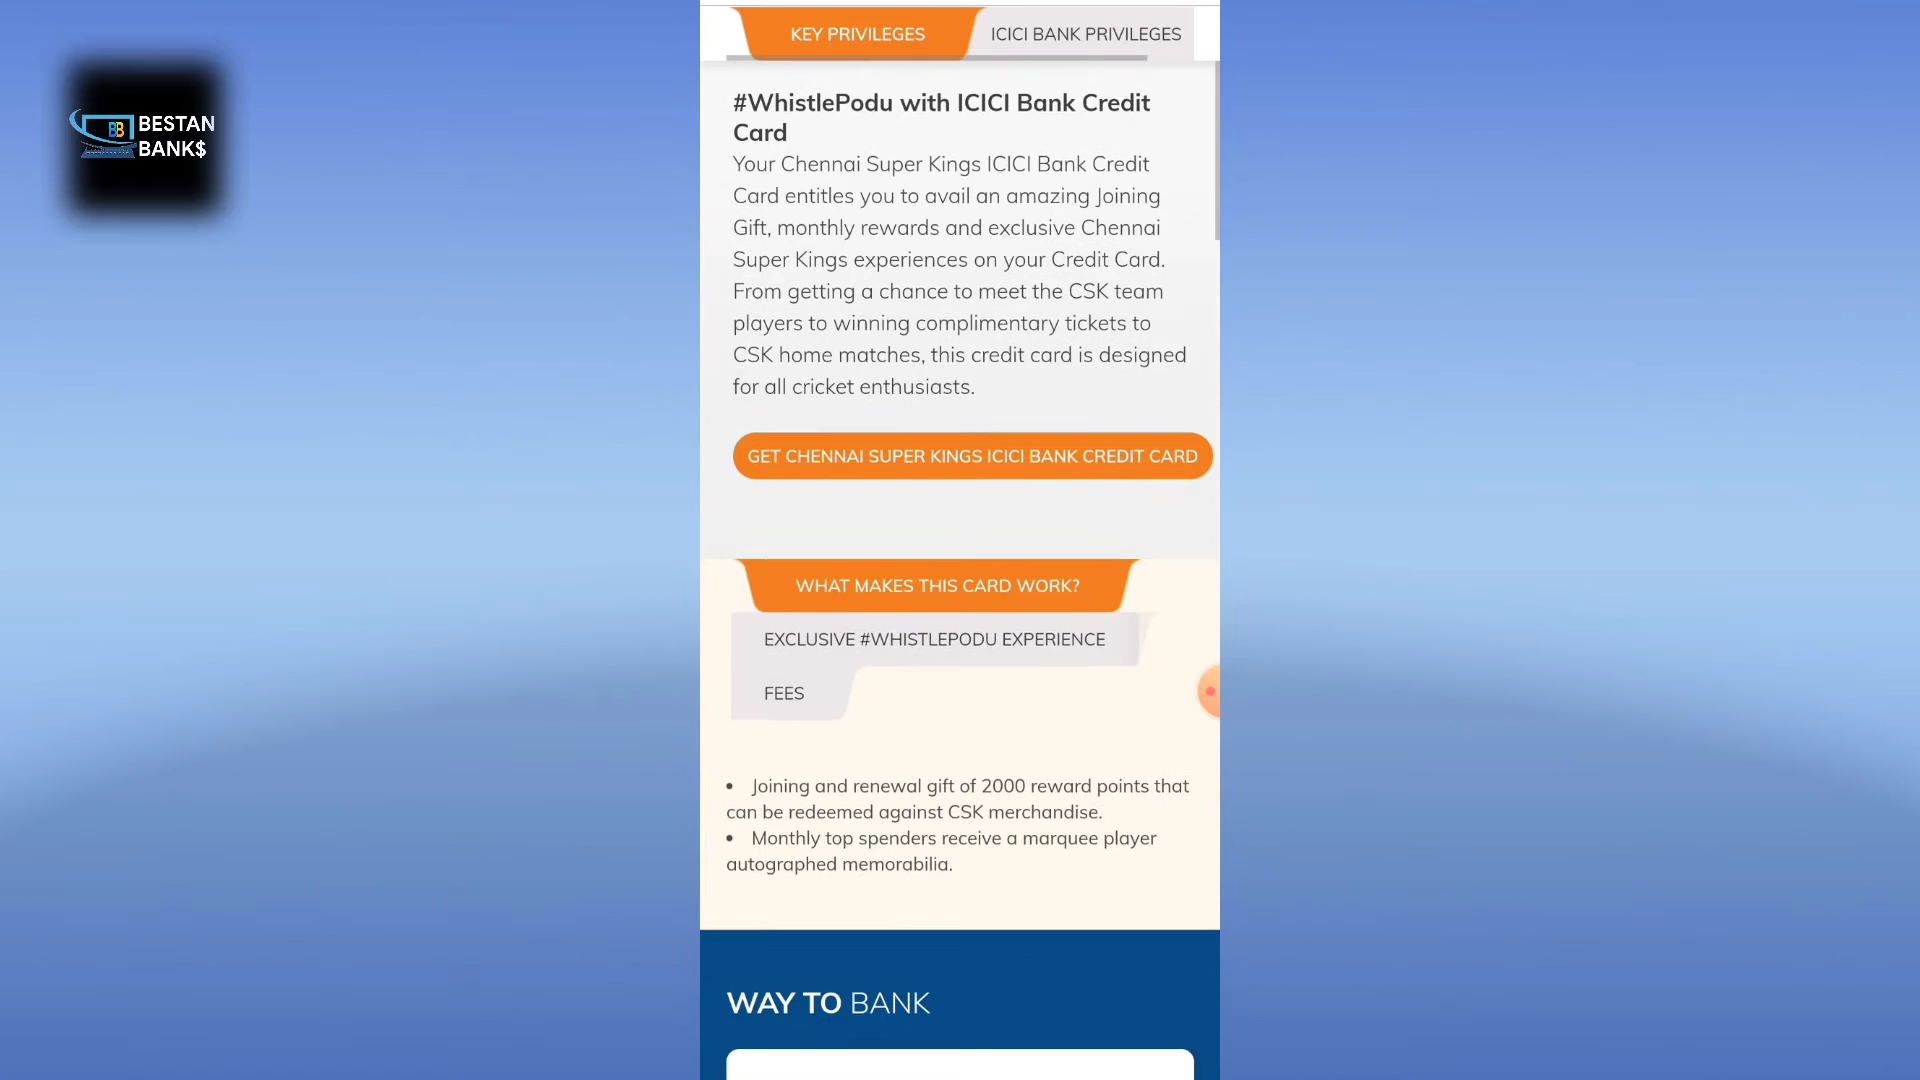 BESTAN
BANK$
BB
KEY PRIVILEGES
ICICI BANK PRIVILEGES
#WhistlePodu with ICICI Bank Credit
Card
Your Chennai Super Kings ICICI Bank Credit
Card entitles you to avail an amazing Joining
Gift, monthly rewards and exclusive Chennai
Super Kings experiences on your Credit Card.
From getting a chance to meet the CSK team
players to winning complimentary tickets to
CSK home matches, this credit card is designed
for all cricket enthusiasts.
GET CHENNAI SUPER KINGS ICICI BANK CREDIT CARD
WHAT MAKES THIS CARD WORK?
EXCLUSIVE #WHISTLEPODU EXPERIENCE
FEES
• Joining and renewal gift of 2000 reward points that
can be redeemed against CSK merchandise.
• Monthly top spenders receive a marquee player
autographed memorabilia.
WAY TO BANK